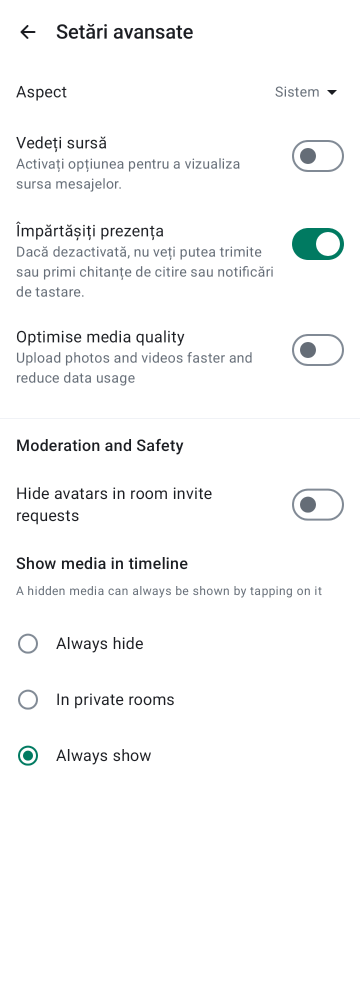 Setări avansate
Aspect
Sistem
Vedeți sursă
Activați opțiunea pentru a vizualiza
sursa mesajelor.
Împărtășiți prezența
Dacă dezactivată, nu veți putea trimite
sau primi chitanțe de citire sau notificări
de tastare.
Optimise media quality
Upload photos and videos faster and
reduce data usage
Moderation and Safety
Hide avatars in room invite
requests
Show media in timeline
A hidden media can always be shown by tapping on it
Always hide
In private rooms
Always show